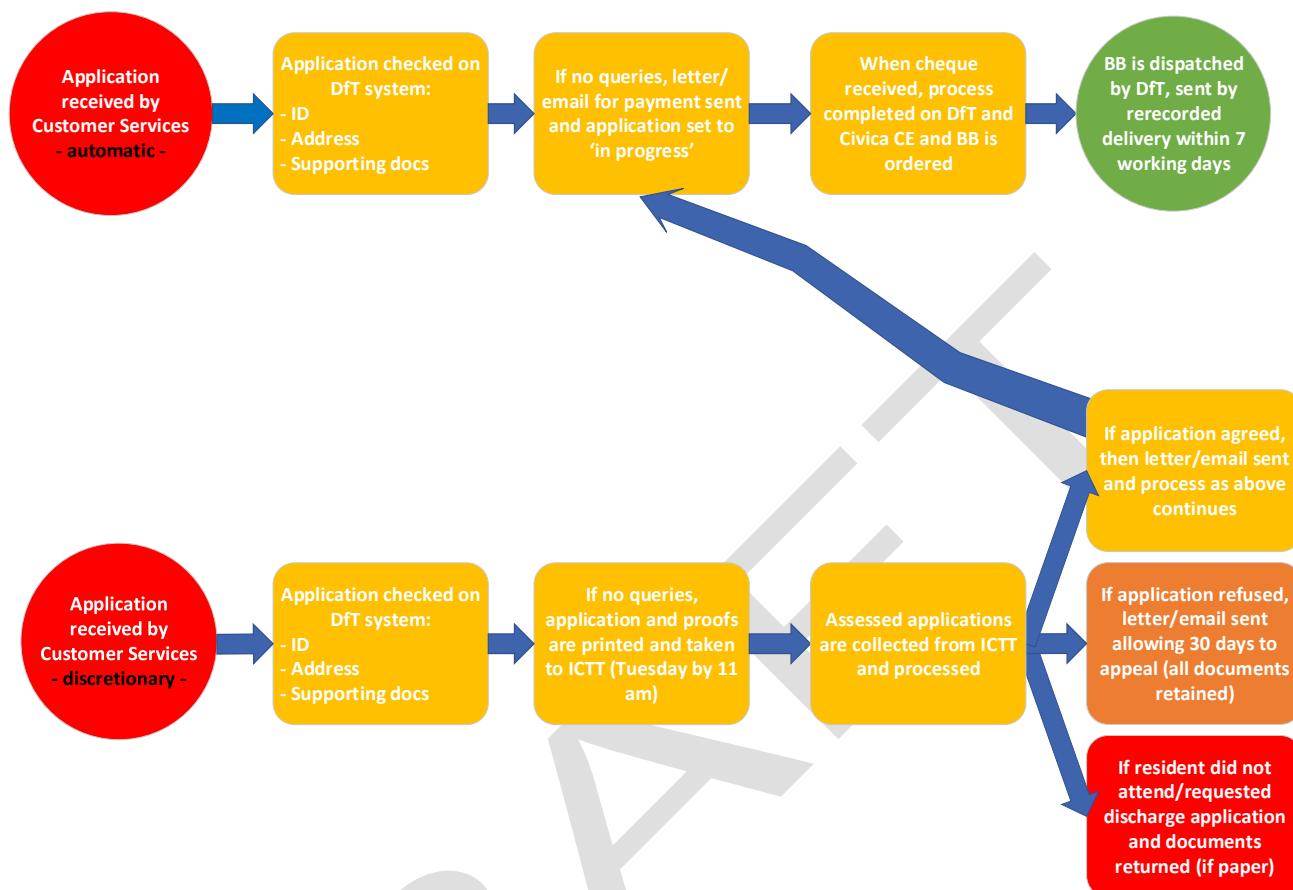 Application
received by
Customer Services
- automatic -
Application checked on
DfT system:
- ID
- Address
- Supporting docs
If no queries, letter/
email for payment sent
and application set to
‘in progress’
When cheque
received, process
completed on DfT and
Civica CE and BB is
ordered
BB is dispatched
by DfT, sent by
rerecorded
delivery within 7
working days
If application agreed,
then letter/email sent
and process as above
continues
Application
received by
Customer Services
- discretionary -
Application checked on
DfT system:
- ID
- Address
- Supporting docs
If no queries,
application and proofs
are printed and taken
to ICTT (Tuesday by 11
am)
Assessed applications
are collected from ICTT
and processed
If application refused,
letter/email sent
allowing 30 days to
appeal (all documents
retained)
If resident did not
attend/requested
discharge application
and documents
returned (if paper)